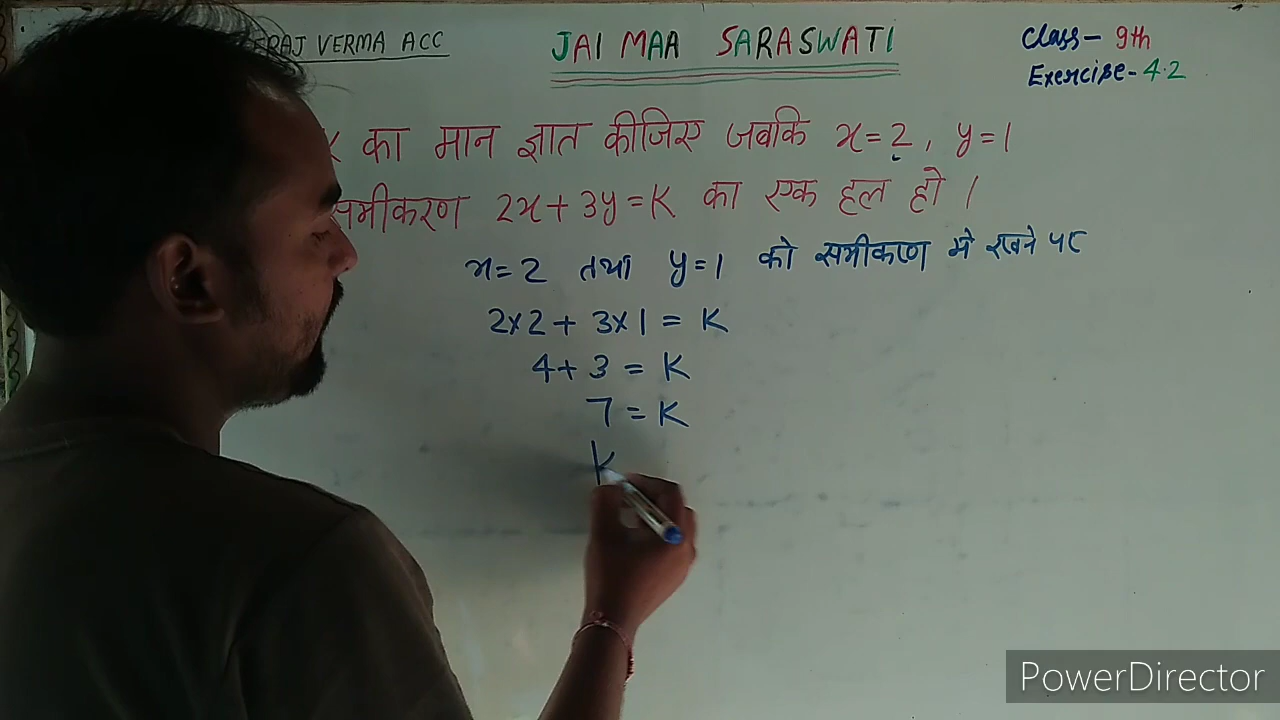 RAJ VERMA ACC
JAI MAA SARASWATI
Class- 9th
Exercise- 4.2
K का मान ज्ञात कीजिए जबकि x=2, y=1
समीकरण 2x+3y=K का एक हल हो।
x=2 तथा y=1 को समीकरण मे रखने पर
2x2+ 3x1 = K
4+3 = K
7 = K
K
PowerDirector